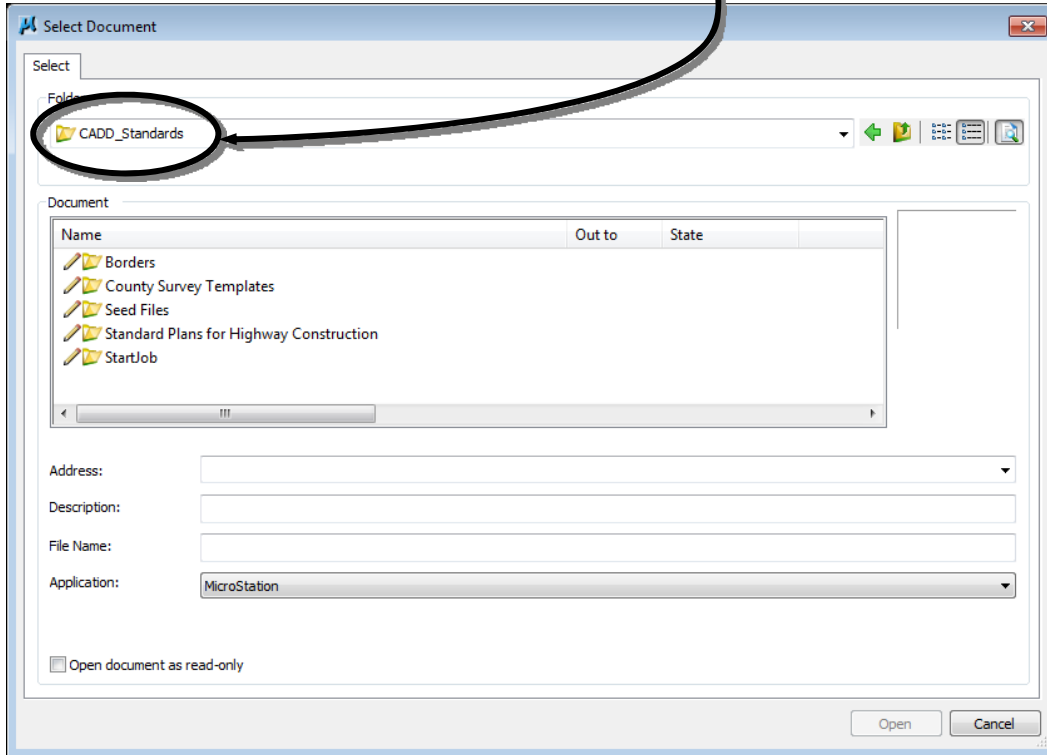 Select Document
Select
Folde
CADD_Standards
Document
Name Out to State
Borders
County Survey Templates
Seed Files
Standard Plans for Highway Construction
StartJob
Address:
Description:
File Name:
Application: MicroStation
Open document as read-only
Open Cancel